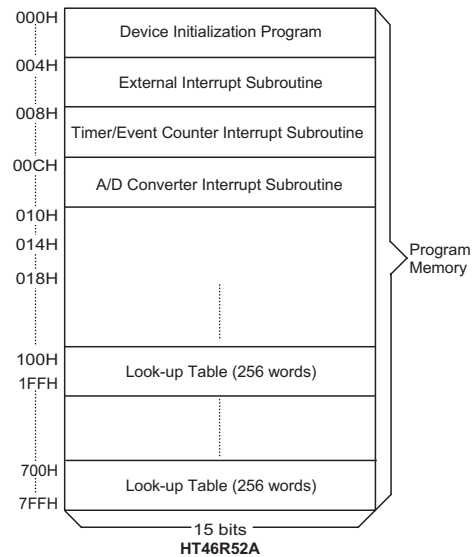 000H
Device Initialization Program
004H
External Interrupt Subroutine
008H
Timer/Event Counter Interrupt Subroutine
00CH
A/D Converter Interrupt Subroutine
010H
014H
018H
Program
Memory
100H
Look-up Table (256 words)
1FFH
700H
Look-up Table (256 words)
7FFH
15 bits
HT46R52A